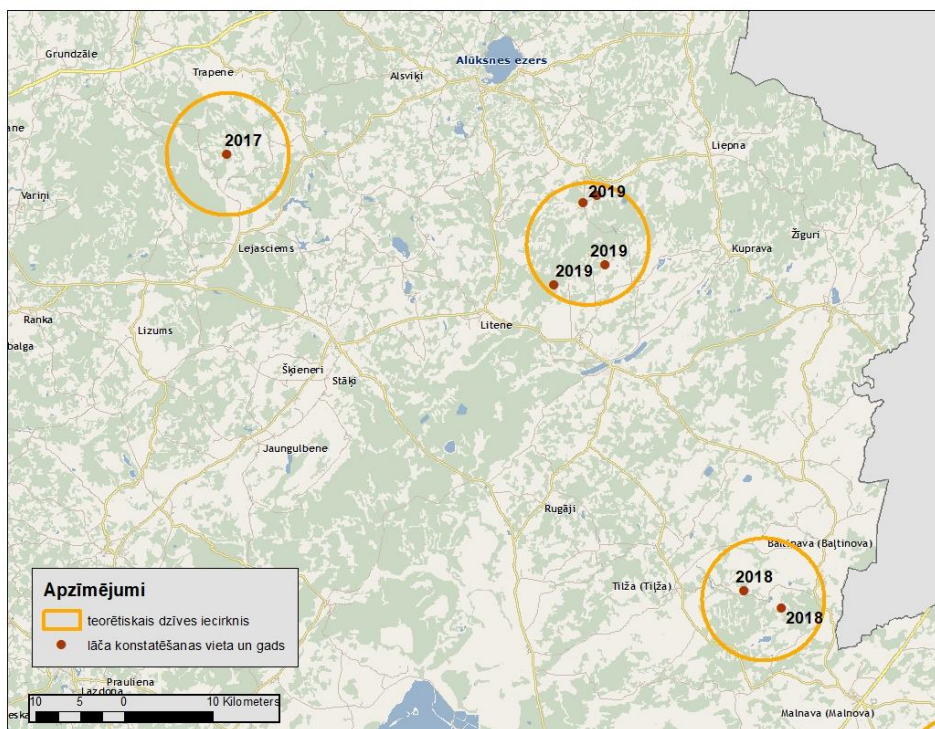 Grundzāle
Trapene
Alsviķi
Alūksnes ezers
2017
Liepna
Variņi
2019
Lejasciems
2019
2019
Kuprava
Žīguri
Ranka
Lizums
Litene
Šķieneri
Stāķi
Jaungulbene
Rugāji
Baltinava (Baļtinova)
Tilža (Tiļža)
2018
2018
Apzīmējumi
teorētiskais dzīves iecirknis
lāča konstatēšanas vieta un gads
Prauliena
Lazdona
10 5 0 10 Kilometers
Malnava (Malnova)